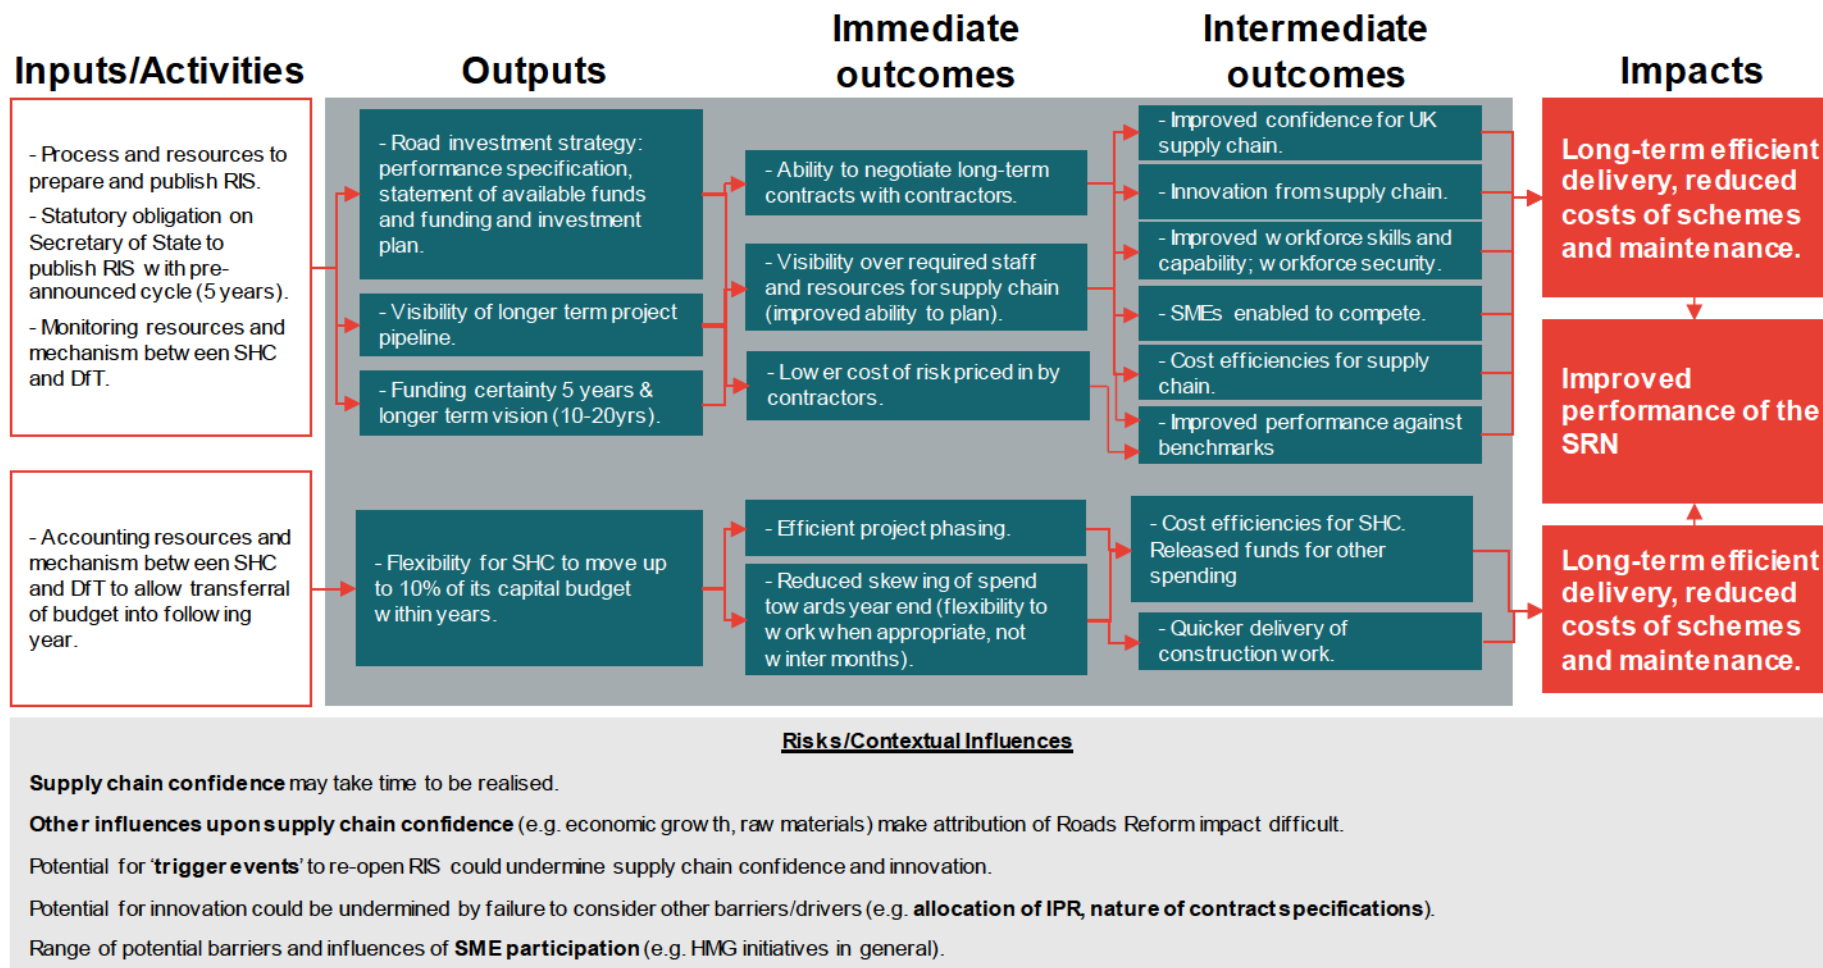 Inputs/Activities
Outputs
Immediate
outcomes
Intermediate
outcomes
Impacts
- Process and resources to
prepare and publish RIS.
- Statutory obligation on
Secretary of State to
publish RIS with pre-
announced cycle (5 years).
- Monitoring resources and
mechanism between SHC
and DfT.
- Accounting resources and
mechanism between SHC
and DfT to allow transferral
of budget into following
year.
- Road investment strategy:
performance specification,
statement of available funds
and funding and investment
plan.
- Visibility of longer term project
pipeline.
- Funding certainty 5 years &
longer term vision (10-20yrs).
- Flexibility for SHC to move up
to 10% of its capital budget
within years.
- Ability to negotiate long-term
contracts with contractors.
- Visibility over required staff
and resources for supply chain
(improved ability to plan).
- Lower cost of risk priced in by
contractors.
- Efficient project phasing.
- Reduced skewing of spend
towards year end (flexibility to
work when appropriate, not
winter months).
- Improved confidence for UK
supply chain.
- Innovation from supply chain.
- Improved workforce skills and
capability; workforce security.
- SMEs enabled to compete.
- Cost efficiencies for supply
chain.
- Improved performance against
benchmarks
- Cost efficiencies for SHC.
Released funds for other
spending
- Quicker delivery of
construction work.
Long-term efficient
delivery, reduced
costs of schemes
and maintenance.
Improved
performance of the
SRN
Long-term efficient
delivery, reduced
costs of schemes
and maintenance.
Risks/Contextual Influences
Supply chain confidence may take time to be realised.
Other influences upon supply chain confidence (e.g. economic growth, raw materials) make attribution of Roads Reform impact difficult.
Potential for ‘trigger events’ to re-open RIS could undermine supply chain confidence and innovation.
Potential for innovation could be undermined by failure to consider other barriers/drivers (e.g. allocation of IPR, nature of contract specifications).
Range of potential barriers and influences of SME participation (e.g. HMG initiatives in general).